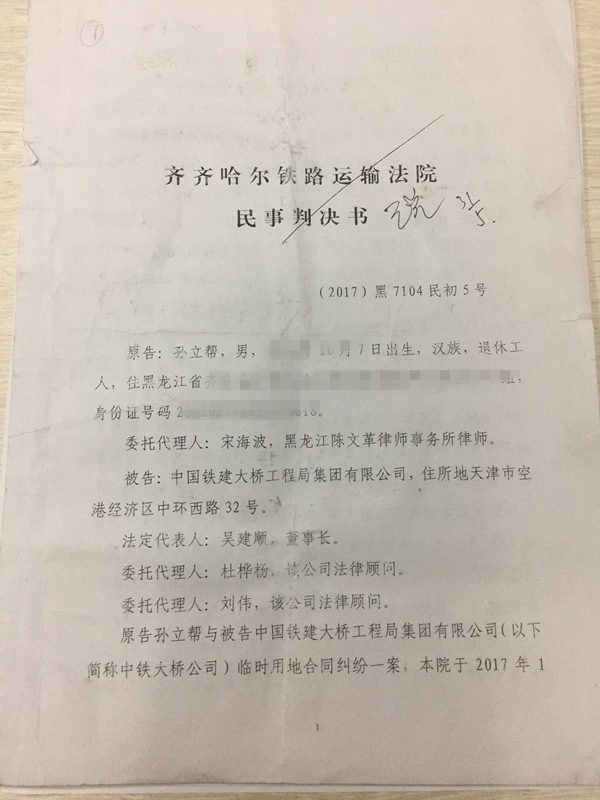 1
齐齐哈尔铁路运输法院
民事判决书
(2017)黑7104民初5号
原告:孙立帮,男,10月7日出生,汉族,退休工
人,住黑龙江省 组,
身份证号码
委托代理人:宋海波,黑龙江陈文革律师事务所律师。
被告:中国铁建大桥工程局集团有限公司,住所地天津市空
港经济区中环西路32号。
法定代表人:吴建顺,董事长。
委托代理人:杜桦杨,该公司法律顾问。
委托代理人:刘伟,该公司法律顾问。
原告孙立帮与被告中国铁建大桥工程局集团有限公司(以下
简称中铁大桥公司)临时用地合同纠纷一案,本院于2017年1
1